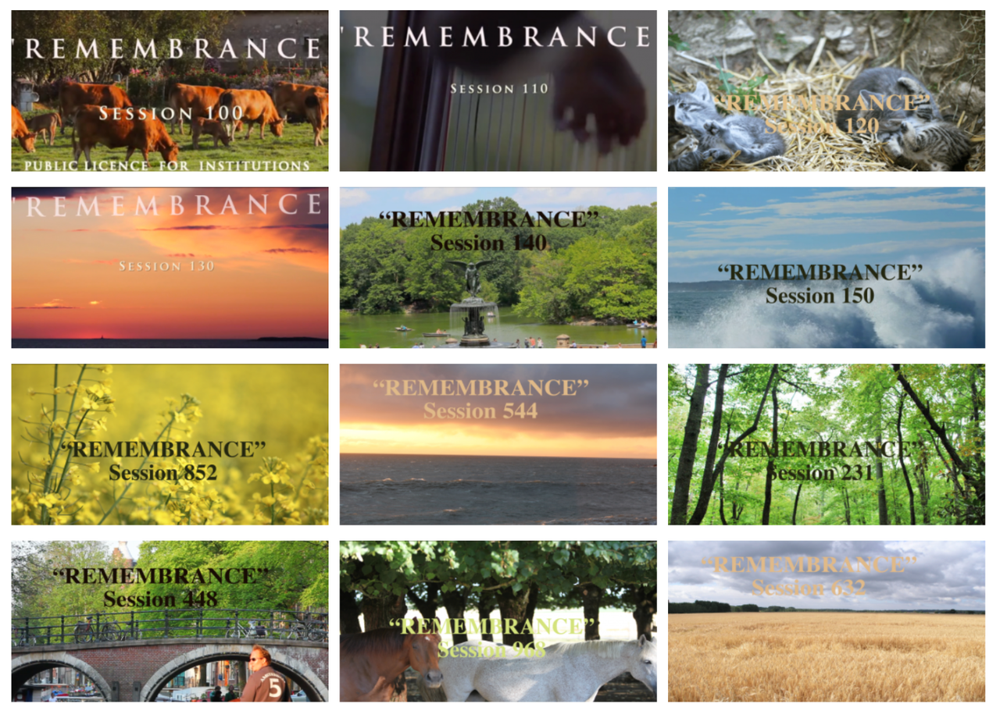 'REMEMBRANCE
SESSION 100
PUBLIC LICENCE FOR INSTITUTIONS
'REMEMBRANCE
SESSION 110
“REMEMBRANCE”
Session 120
'REMEMBRANCE
SESSION 130
“REMEMBRANCE”
Session 140
“REMEMBRANCE”
Session 150
“REMEMBRANCE”
Session 852
“REMEMBRANCE”
Session 544
“REMEMBRANCE”
Session 231
“REMEMBRANCE”
Session 448
5
“REMEMBRANCE”
Session 968
“REMEMBRANCE”
Session 632